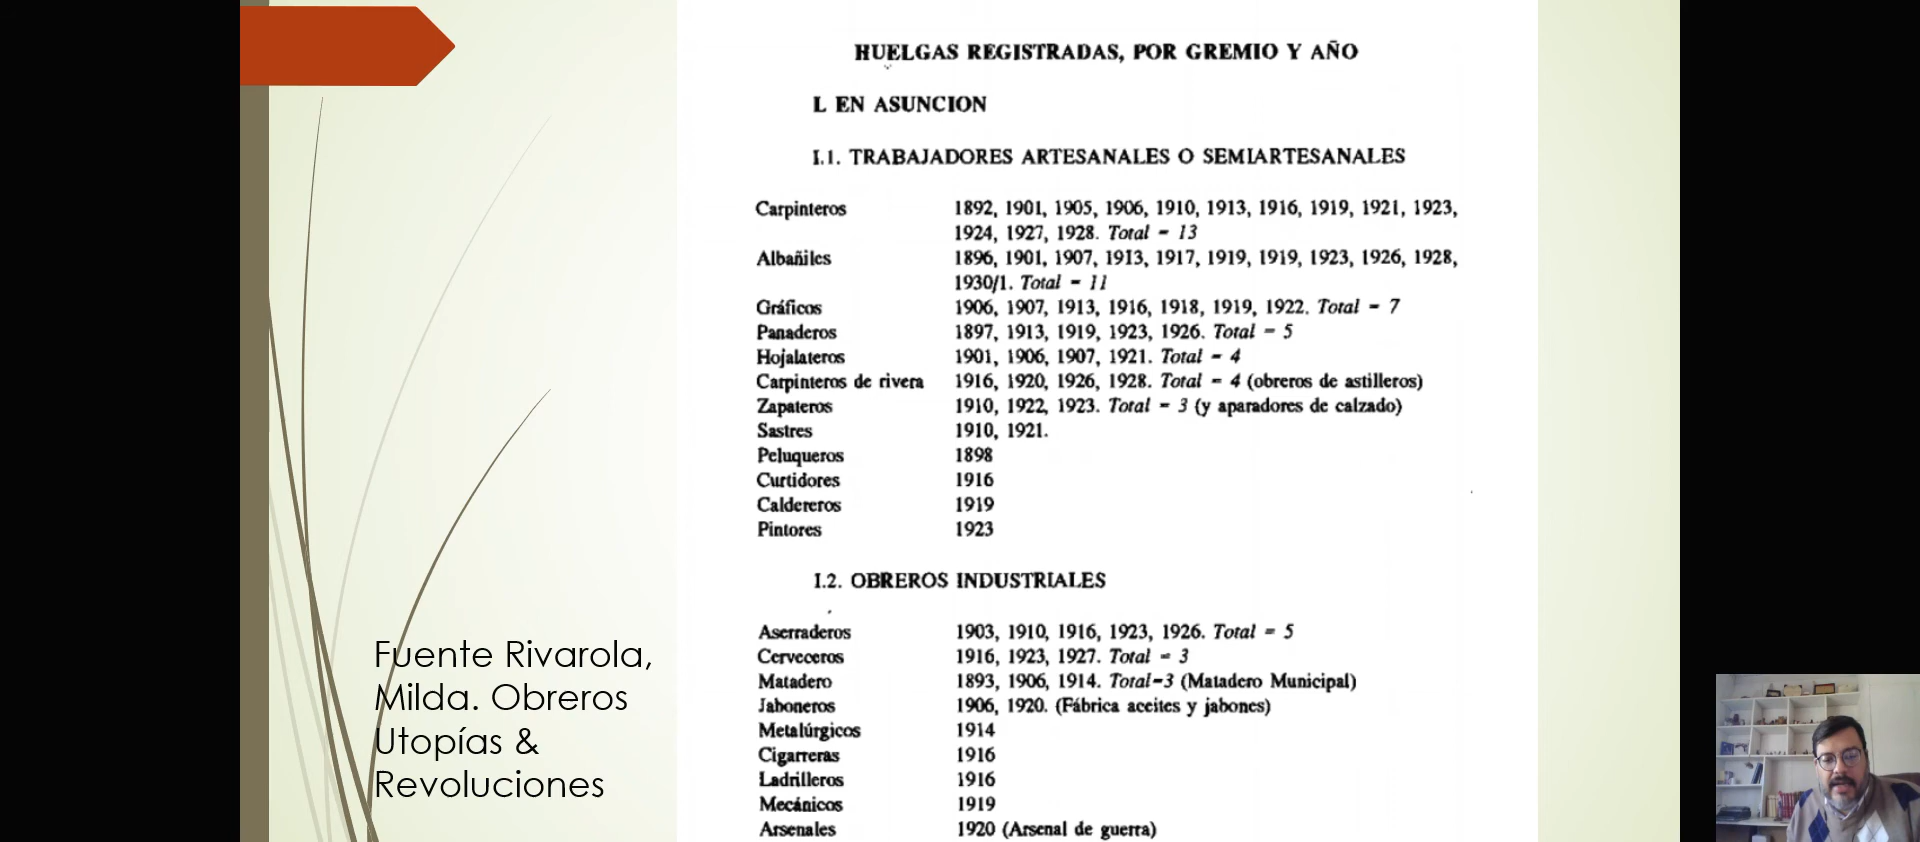 HUELGAS REGISTRADAS, POR GREMIO Y AÑO
I. EN ASUNCION
I.1. TRABAJADORES ARTESANALES O SEMIARTESANALES
Carpinteros 1892, 1901, 1905, 1906, 1910, 1913, 1916, 1919, 1921, 1923,
1924, 1927, 1928. Total = 13
Albañiles 1896, 1901, 1907, 1913, 1917, 1919, 1919, 1923, 1926, 1928,
1930/1. Total = 11
Gráficos 1906, 1907, 1913, 1916, 1918, 1919, 1922. Total = 7
Panaderos 1897, 1913, 1919, 1923, 1926. Total = 5
Hojalateros 1901, 1906, 1907, 1921. Total = 4
Carpinteros de rivera 1916, 1920, 1926, 1928. Total = 4 (obreros de astilleros)
Zapateros 1910, 1922, 1923. Total = 3 (y aparadores de calzado)
Sastres 1910, 1921.
Peluqueros 1898
Curtidores 1916
Caldereros 1919
Pintores 1923
I.2. OBREROS INDUSTRIALES
Aserraderos 1903, 1910, 1916, 1923, 1926. Total = 5
Cerveceros 1916, 1923, 1927. Total = 3
Matadero 1893, 1906, 1914. Total=3 (Matadero Municipal)
Jaboneros 1906, 1920. (Fábrica aceites y jabones)
Metalúrgicos 1914
Cigarreras 1916
Ladrilleros 1916
Mecánicos 1919
Arsenales 1920 (Arsenal de guerra)
Fuente Rivarola,
Milda. Obreros
Utopías &
Revoluciones